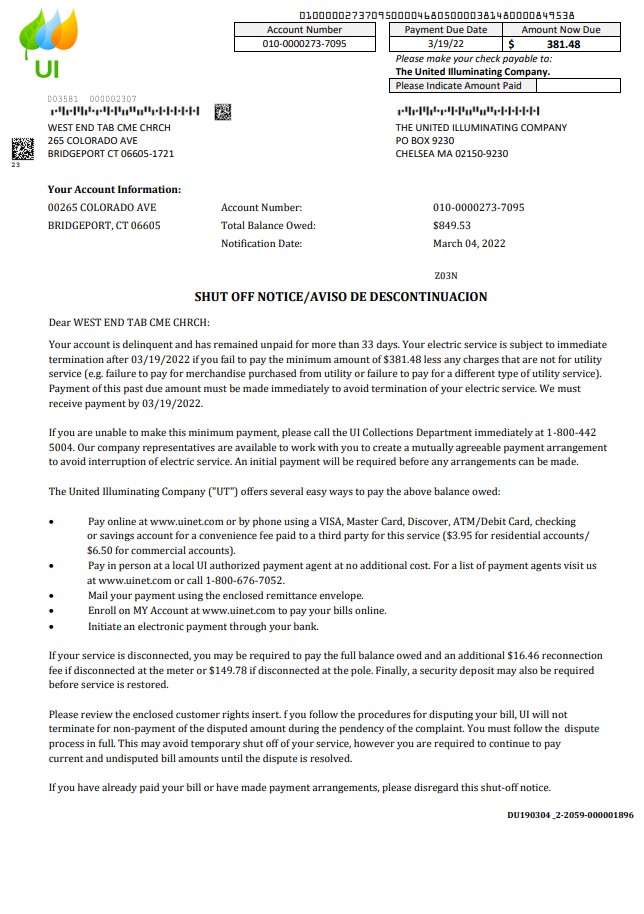 01000002737095000046805000038148000084953８
Account Number
Payment Due Date
Amount Now Due
010-0000273-7095
3/19/22
$ 381.48
Please make your check payable to:
The United Illuminating Company.
Please Indicate Amount Paid
UI
003581 000002307
WEST END TAB CME CHRCH
265 COLORADO AVE
BRIDGEPORT CT 06605-1721
THE UNITED ILLUMINATING COMPANY
PO BOX 9230
CHELSEA MA 02150-9230
23
Your Account Information:
00265 COLORADO AVE
Account Number:
010-0000273-7095
BRIDGEPORT, CT 06605
Total Balance Owed:
$849.53
Notification Date:
March 04, 2022
Z03N
SHUT OFF NOTICE/AVISO DE DESCONTINUACION
Dear WEST END TAB CME CHRCH:
Your account is delinquent and has remained unpaid for more than 33 days. Your electric service is subject to immediate
termination after 03/19/2022 if you fail to pay the minimum amount of $381.48 less any charges that are not for utility
service (e.g. failure to pay for merchandise purchased from utility or failure to pay for a different type of utility service).
Payment of this past due amount must be made immediately to avoid termination of your electric service. We must
receive payment by 03/19/2022.
If you are unable to make this minimum payment, please call the UI Collections Department immediately at 1-800-442
5004. Our company representatives are available to work with you to create a mutually agreeable payment arrangement
to avoid interruption of electric service. An initial payment will be required before any arrangements can be made.
The United Illuminating Company ("UT") offers several easy ways to pay the above balance owed:
• Pay online at www.uinet.com or by phone using a VISA, Master Card, Discover, ATM/Debit Card, checking
or savings account for a convenience fee paid to a third party for this service ($3.95 for residential accounts/
$6.50 for commercial accounts).
• Pay in person at a local UI authorized payment agent at no additional cost. For a list of payment agents visit us
at www.uinet.com or call 1-800-676-7052.
• Mail your payment using the enclosed remittance envelope.
• Enroll on MY Account at www.uinet.com to pay your bills online.
• Initiate an electronic payment through your bank.
If your service is disconnected, you may be required to pay the full balance owed and an additional $16.46 reconnection
fee if disconnected at the meter or $149.78 if disconnected at the pole. Finally, a security deposit may also be required
before service is restored.
Please review the enclosed customer rights insert. f you follow the procedures for disputing your bill, UI will not
terminate for non-payment of the disputed amount during the pendency of the complaint. You must follow the dispute
process in full. This may avoid temporary shut off of your service, however you are required to continue to pay
current and undisputed bill amounts until the dispute is resolved.
If you have already paid your bill or have made payment arrangements, please disregard this shut-off notice.
DU190304 _2-2059-000001896